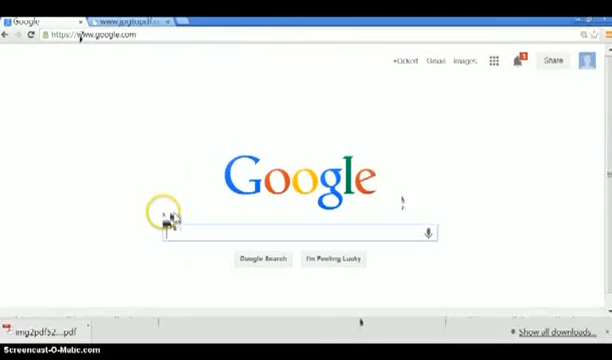 Google
www.jpgtopdf.c
https://www.google.com
Gmail Images
1
Share
Google
Google Search I'm Feeling Lucky
img2pdf52....pdf
Show all downloads...
Screencast-O-Matic.com